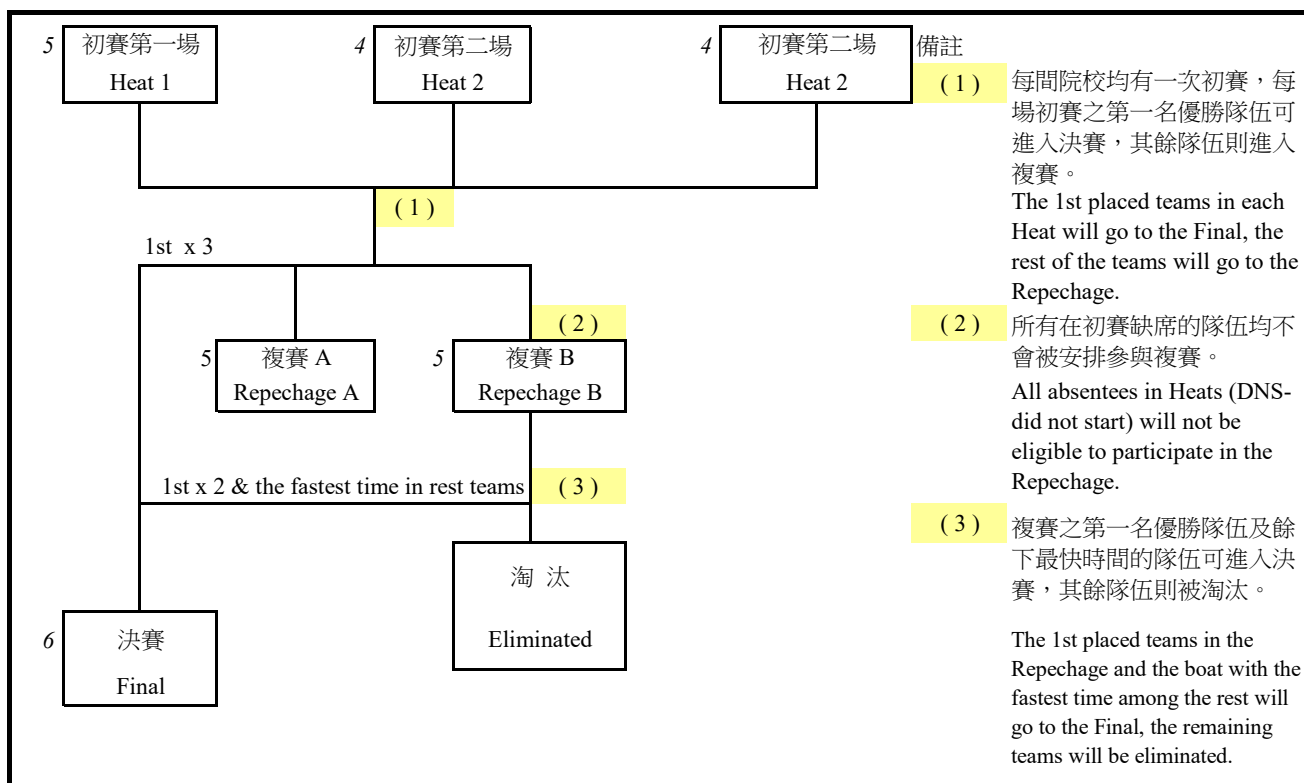 5
初賽第一場
Heat 1
4
初賽第二場
Heat 2
4
初賽第二場
Heat 2
備註
( 1 )
每間院校均有一次初賽，每
場初賽之第一名優勝隊伍可
進入決賽，其餘隊伍則進入
複賽。
The 1st placed teams in each
Heat will go to the Final, the
rest of the teams will go to the
Repechage.
( 1 )
1st x 3
( 2 )
5
複賽 A
Repechage A
5
複賽 B
Repechage B
( 2 )
所有在初賽缺席的隊伍均不
會被安排參與複賽。
All absentees in Heats (DNS-
did not start) will not be
eligible to participate in the
Repechage.
1st x 2 & the fastest time in rest teams
( 3 )
( 3 )
複賽之第一名優勝隊伍及餘
下最快時間的隊伍可進入決
賽，其餘隊伍則被淘汰。
The 1st placed teams in the
Repechage and the boat with the
fastest time among the rest will
go to the Final, the remaining
teams will be eliminated.
淘 汰
Eliminated
6
決賽
Final